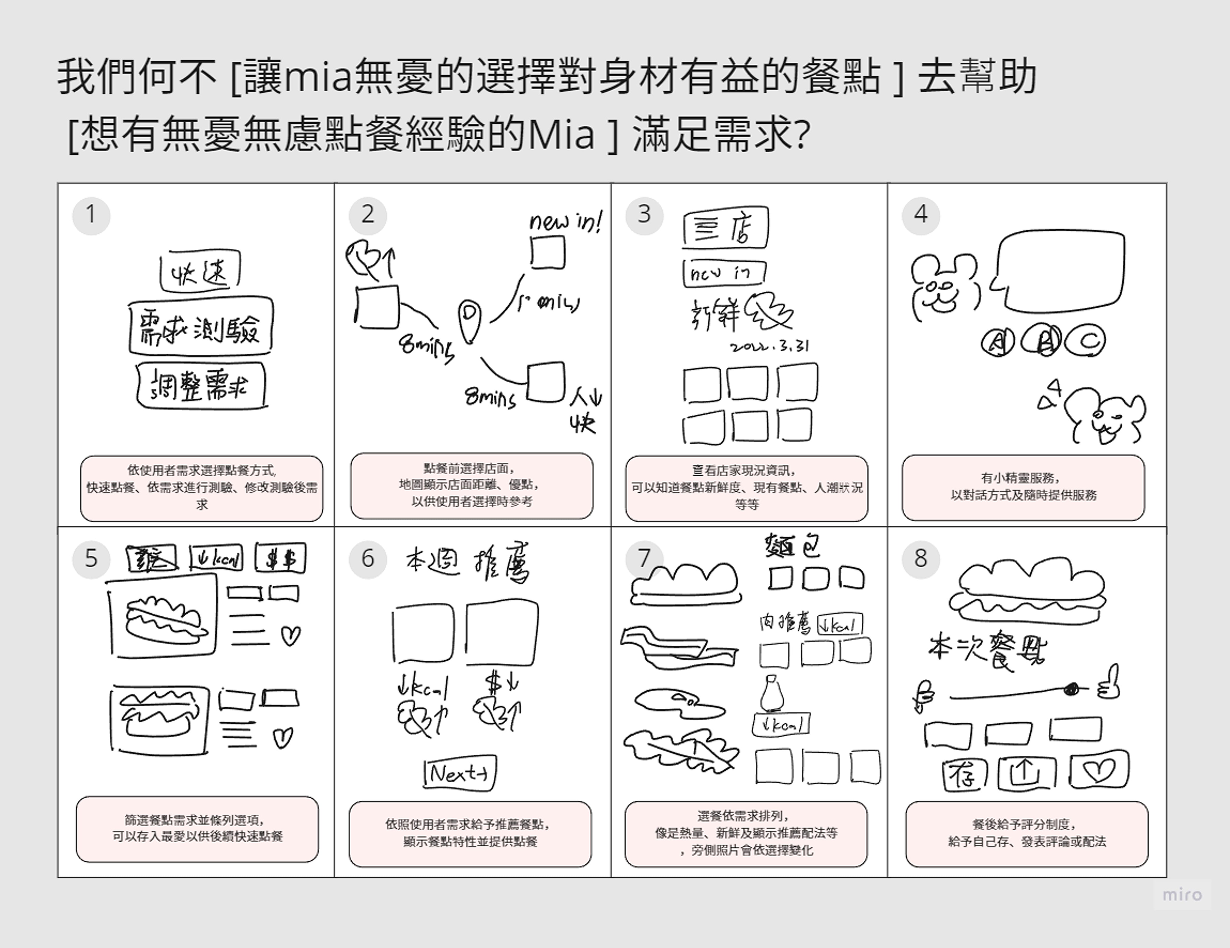 我們何不 [讓mia無憂的選擇對身材有益的餐點 ] 去幫助
[想有無憂無慮點餐經驗的Mia ] 滿足需求?
1
快速
需求測驗
調整需求
依使用者需求選擇點餐方式,
快速點餐、依需求進行測驗、修改測驗後需
求
2
new in!
8mins
8mins
人↓
快
點餐前選擇店面,
地圖顯示店面距離、優點,
以供使用者選擇時參考
3
店
new in
新鮮
2022.3.31
查看店家現況資訊,
可以知道餐點新鮮度、現有餐點、人潮狀況
等等
4
A B C
有小精靈服務,
以對話方式及隨時提供服務
5
↓kcal
$$
篩選餐點需求並條列選項,
可以存入最愛以供後續快速點餐
6
本週推薦
↓kcal
$↓
Next→
依照使用者需求給予推薦餐點,
顯示餐點特性並提供點餐
7
麵包
肉推薦
↓kcal
↓kcal
選餐依需求排列,
像是熱量、新鮮及顯示推薦配法等
,旁側照片會依選擇變化
8
本次餐點
存
餐後給予評分制度,
給予自己存、發表評論或配法
miro